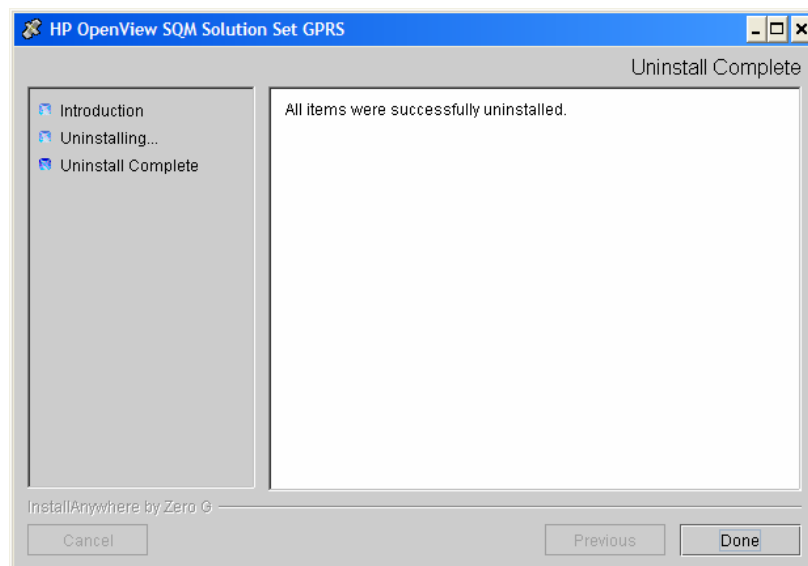 HP OpenView SQM Solution Set GPRS
Uninstall Complete
Introduction
Uninstalling...
Uninstall Complete
All items were successfully uninstalled.
InstallAnywhere by Zero G
Cancel
Previous
Done